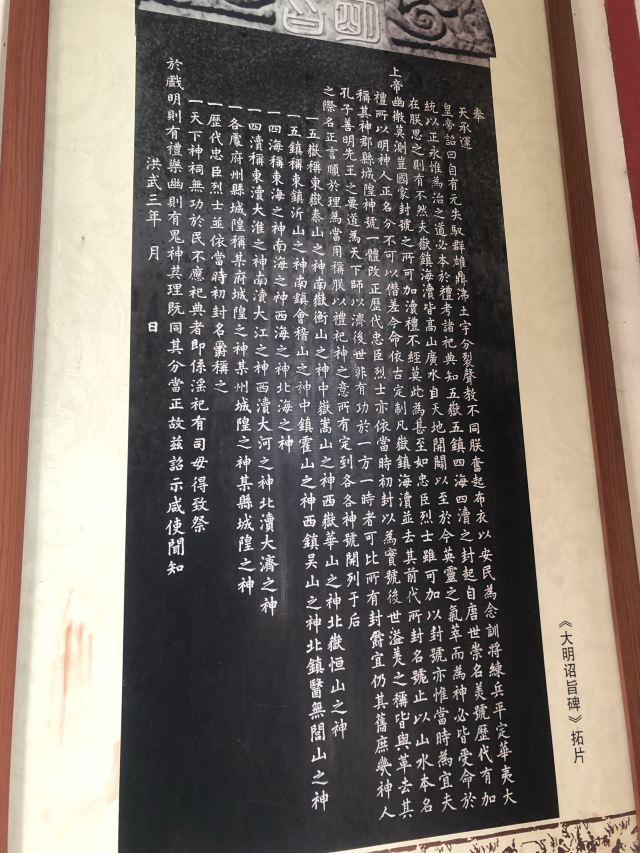 奉
天承運
皇帝詔曰自有元失馭群雄鼎沸土宇分裂聲教不同朕奮起布衣以安民為念訓將練兵平定華夷大
統以正永惟為治之道必本於禮考諸祀典知五嶽五鎮四海四瀆之封起自唐世崇名美號歷代有加
在朕思之則有不然夫嶽鎮海瀆皆高山廣水自天地開闢以至於今英靈之氣萃而為神必皆受命於
上帝幽微莫測豈國家封號之所可加瀆禮不經莫此為甚至如忠臣烈士雖可加以封號亦惟當時為宜夫
禮所以明神人正名分不可以僭差今命依古定制凡嶽鎮海瀆並去其前代所封名號止以山水本名
稱其神郡縣城隍神號一體改正歷代忠臣烈士亦依當時初封以為實號後世溢美之稱皆與革去其
孔子善明先王之要道為天下師以濟後世非有功於一方一時者可比所有封爵宜仍其舊庶幾神人
之際名正言順於理為當用稱朕以禮祀神之意所有定到各各神號開列于后
一五嶽稱東嶽泰山之神南嶽衡山之神中嶽嵩山之神西嶽華山之神北嶽恒山之神
一五鎮稱東鎮沂山之神南鎮會稽山之神中鎮霍山之神西鎮吳山之神北鎮醫無閭山之神
一四海稱東海之神南海之神西海之神北海之神
一四瀆稱東瀆大淮之神南瀆大江之神西瀆大河之神北瀆大濟之神
一各處府州縣城隍稱某府城隍之神某州城隍之神某縣城隍之神
一歷代忠臣烈士並依當時初封名爵稱之
一天下神祠無功於民不應祀典者即係淫祀有司毋得致祭
於戲明則有禮樂幽則有鬼神其理既同其分當正故茲詔示咸使聞知
洪武三年 月 日
《大明诏旨碑》拓片